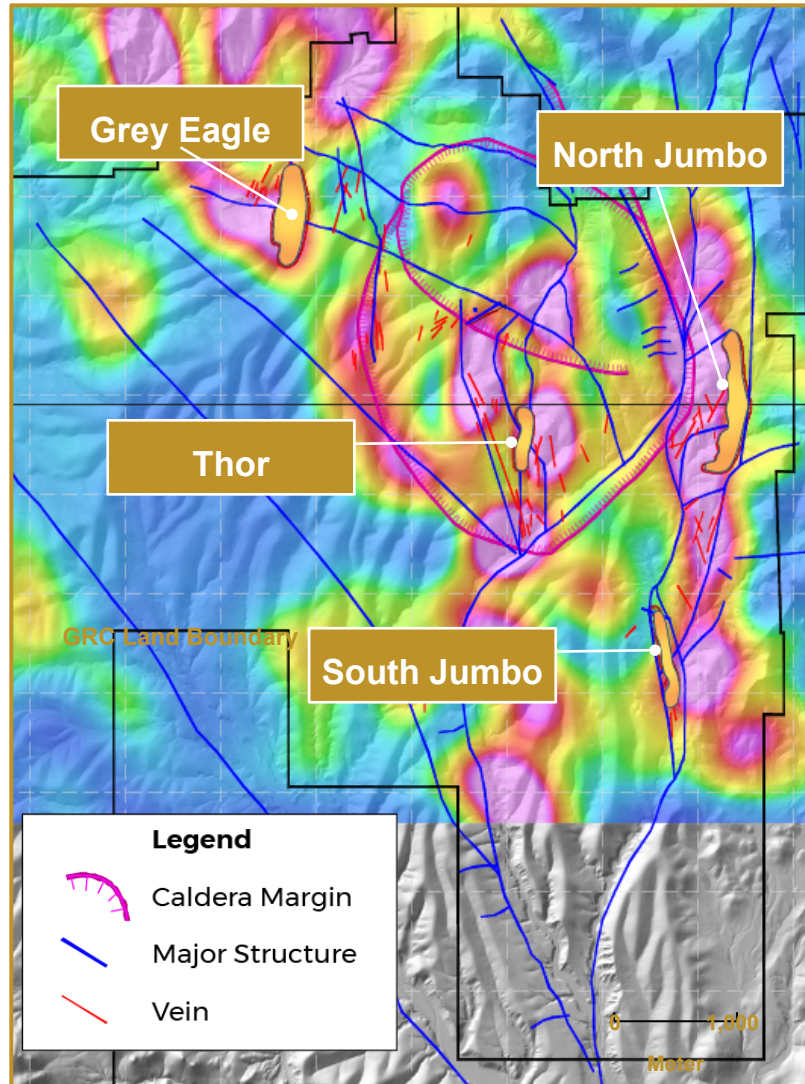 Grey Eagle
North Jumbo
Thor
GRC Land Boundary
South Jumbo
Legend
Caldera Margin
Major Structure
Vein
0 1,000
Meter